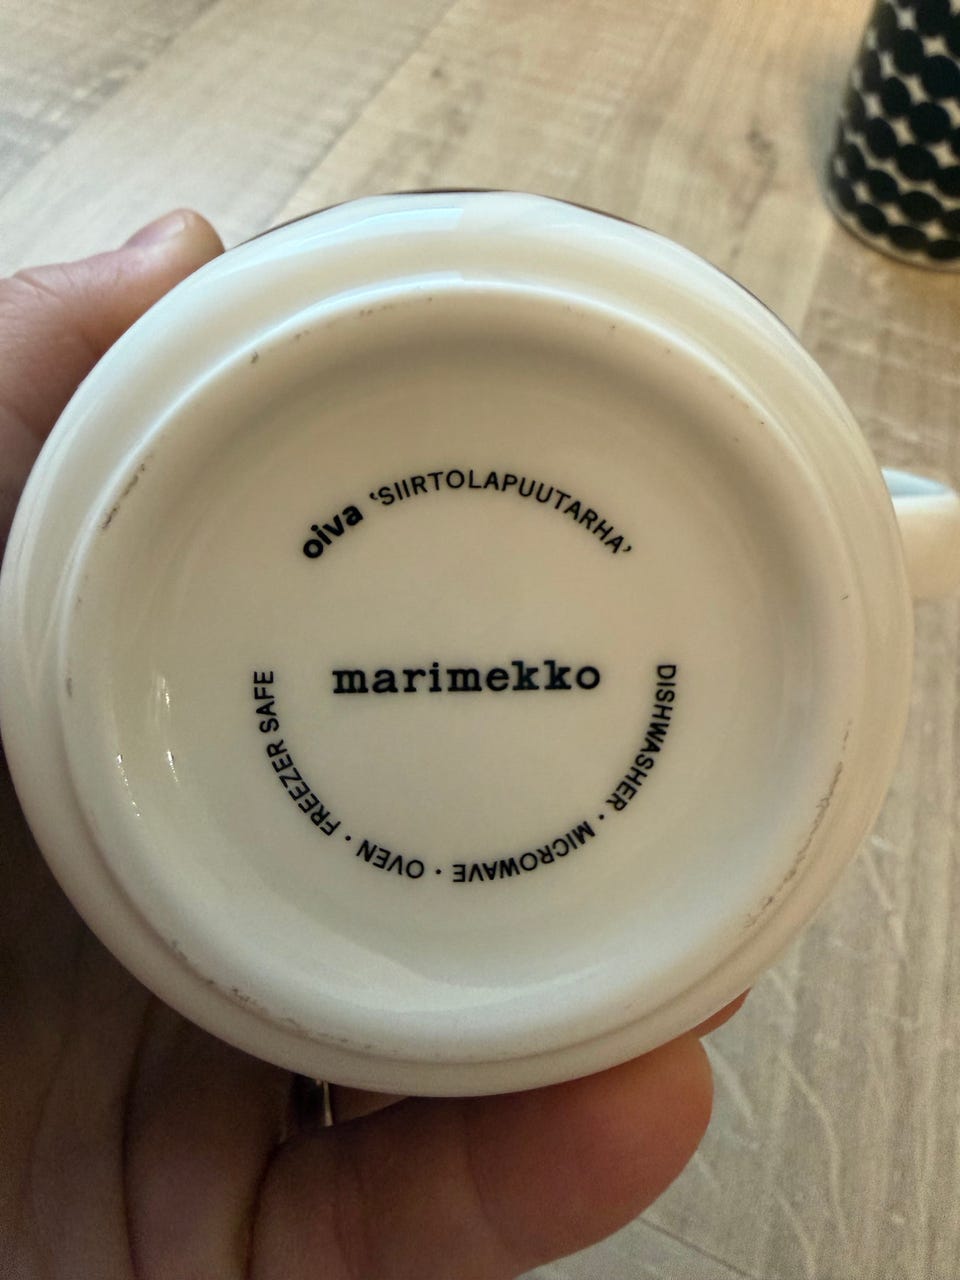 oiva ‘SIIRTOLAPUUTARHA’
marimekko
DISHWASHER · MICROWAVE · OVEN · FREEZER SAFE